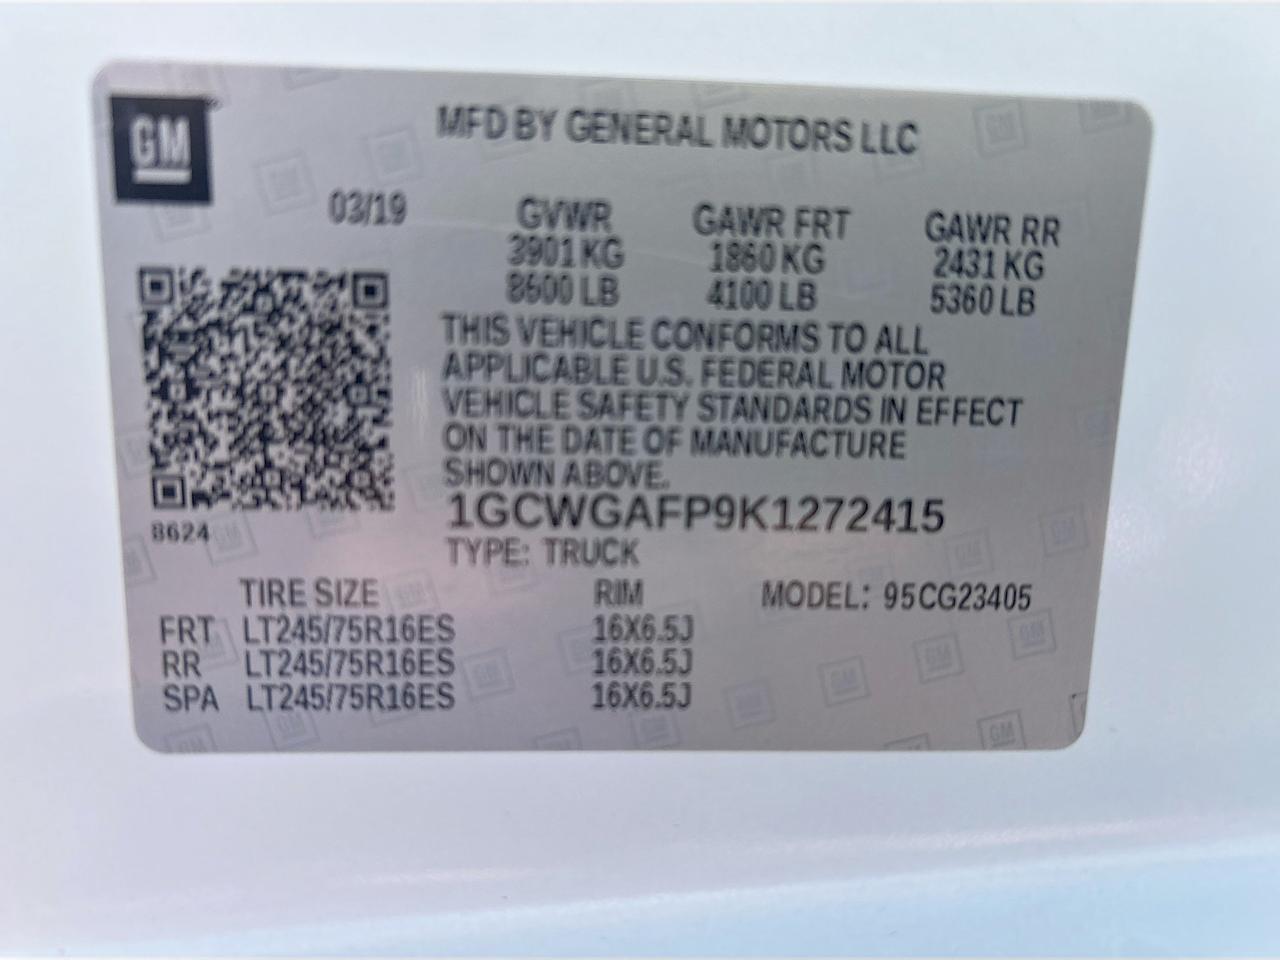 GM
MFD BY GENERAL MOTORS LLC
03/19 GVWR GAWR FRT GAWR RR
3901 KG 1860 KG 2431 KG
8600 LB 4100 LB 5360 LB
THIS VEHICLE CONFORMS TO ALL
APPLICABLE U.S. FEDERAL MOTOR
VEHICLE SAFETY STANDARDS IN EFFECT
ON THE DATE OF MANUFACTURE
SHOWN ABOVE.
1GCWGAFP9K1272415
8624
TYPE: TRUCK
TIRE SIZE RIM MODEL: 95CG23405
FRT LT245/75R16ES 16X6.5J
RR LT245/75R16ES 16X6.5J
SPA LT245/75R16ES 16X6.5J